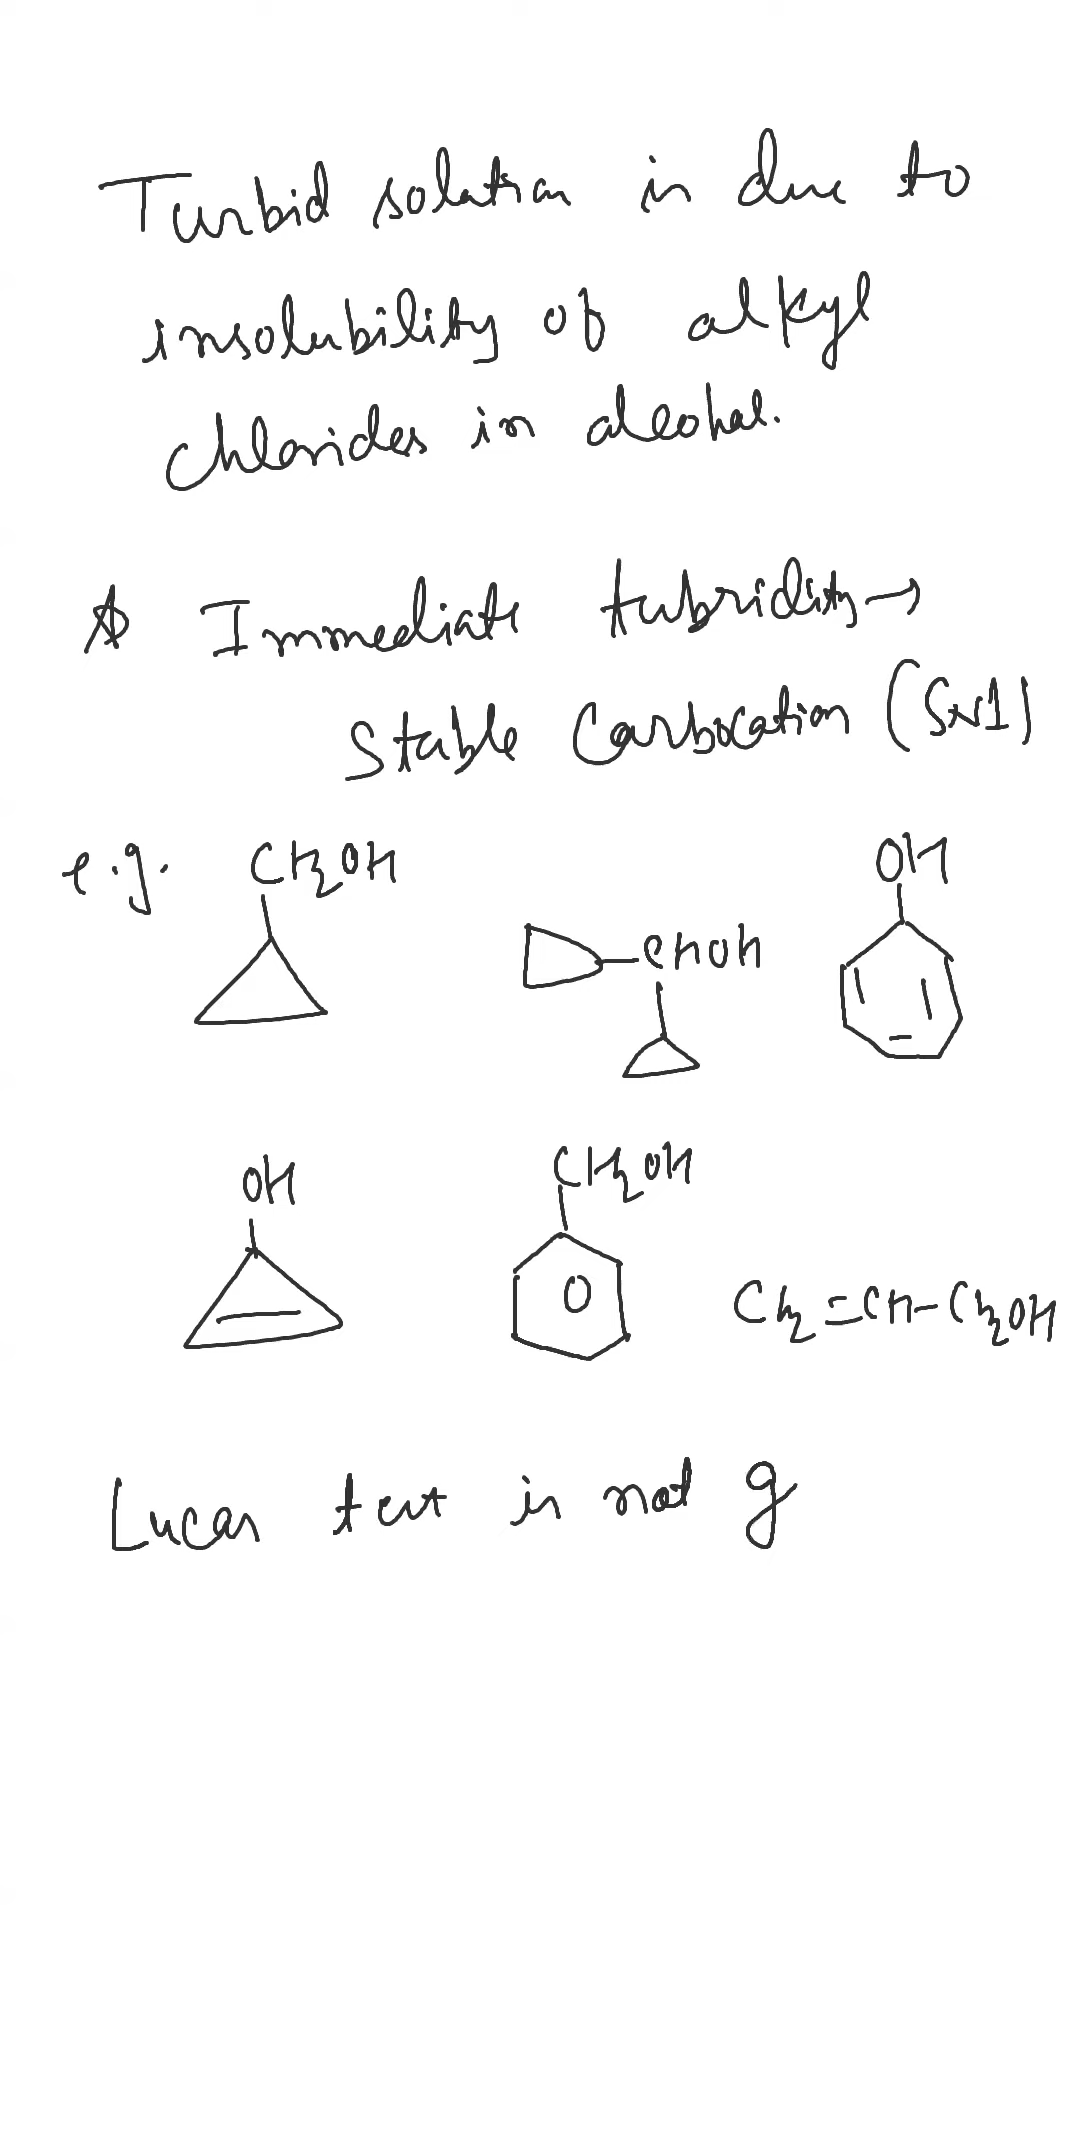 Turbid solution is due to
insolubility of alkyl
chlorides in alcohol.
☆ Immediate tubridity →
Stable Carbocation (SN1)
e.g. CH2OH
OH
CHOH
OH
CH2OH
CH2=CH-CH2OH
Lucas test is not g